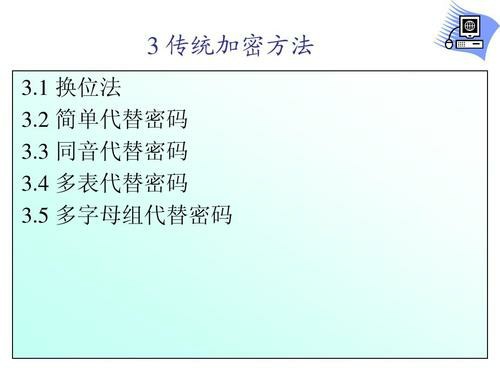 3 传统加密方法
3.1 换位法
3.2 简单代替密码
3.3 同音代替密码
3.4 多表代替密码
3.5 多字母组代替密码